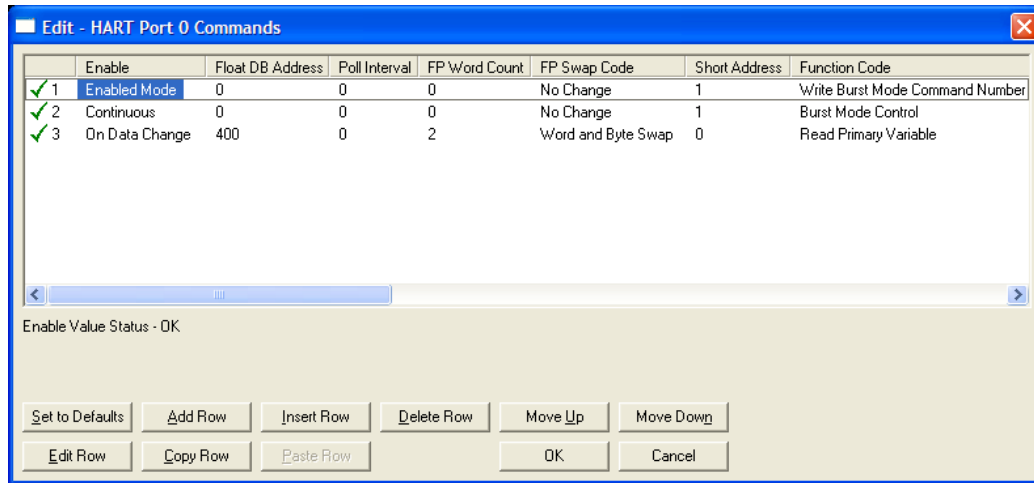 Edit - HART Port 0 Commands
Enable Float DB Address Poll Interval FP Word Count FP Swap Code Short Address Function Code
1 Enabled Mode 0 0 0 No Change 1 Write Burst Mode Command Number
2 Continuous 0 0 0 No Change 1 Burst Mode Control
3 On Data Change 400 0 2 Word and Byte Swap 0 Read Primary Variable
Enable Value Status - OK
Set to Defaults Add Row Insert Row Delete Row Move Up Move Down
Edit Row Copy Row Paste Row OK Cancel